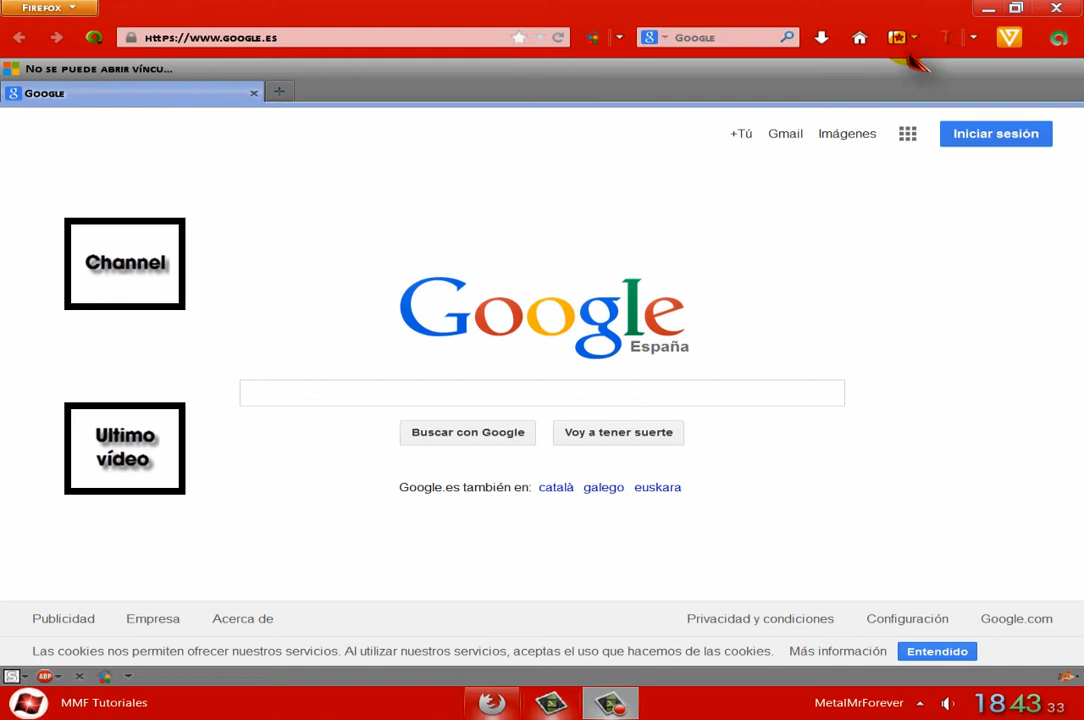 Firefox
https://www.google.es
Google
No se puede abrir víncu...
Google
+Tú Gmail Imágenes Iniciar sesión
Channel
Google
España
Ultimo
vídeo
Buscar con Google Voy a tener suerte
Google.es también en: català galego euskara
Publicidad Empresa Acerca de Privacidad y condiciones Configuración Google.com
Las cookies nos permiten ofrecer nuestros servicios. Al utilizar nuestros servicios, aceptas el uso que hacemos de las cookies. Más información Entendido
ABP
MMF Tutoriales MetalMrForever 18 43 33